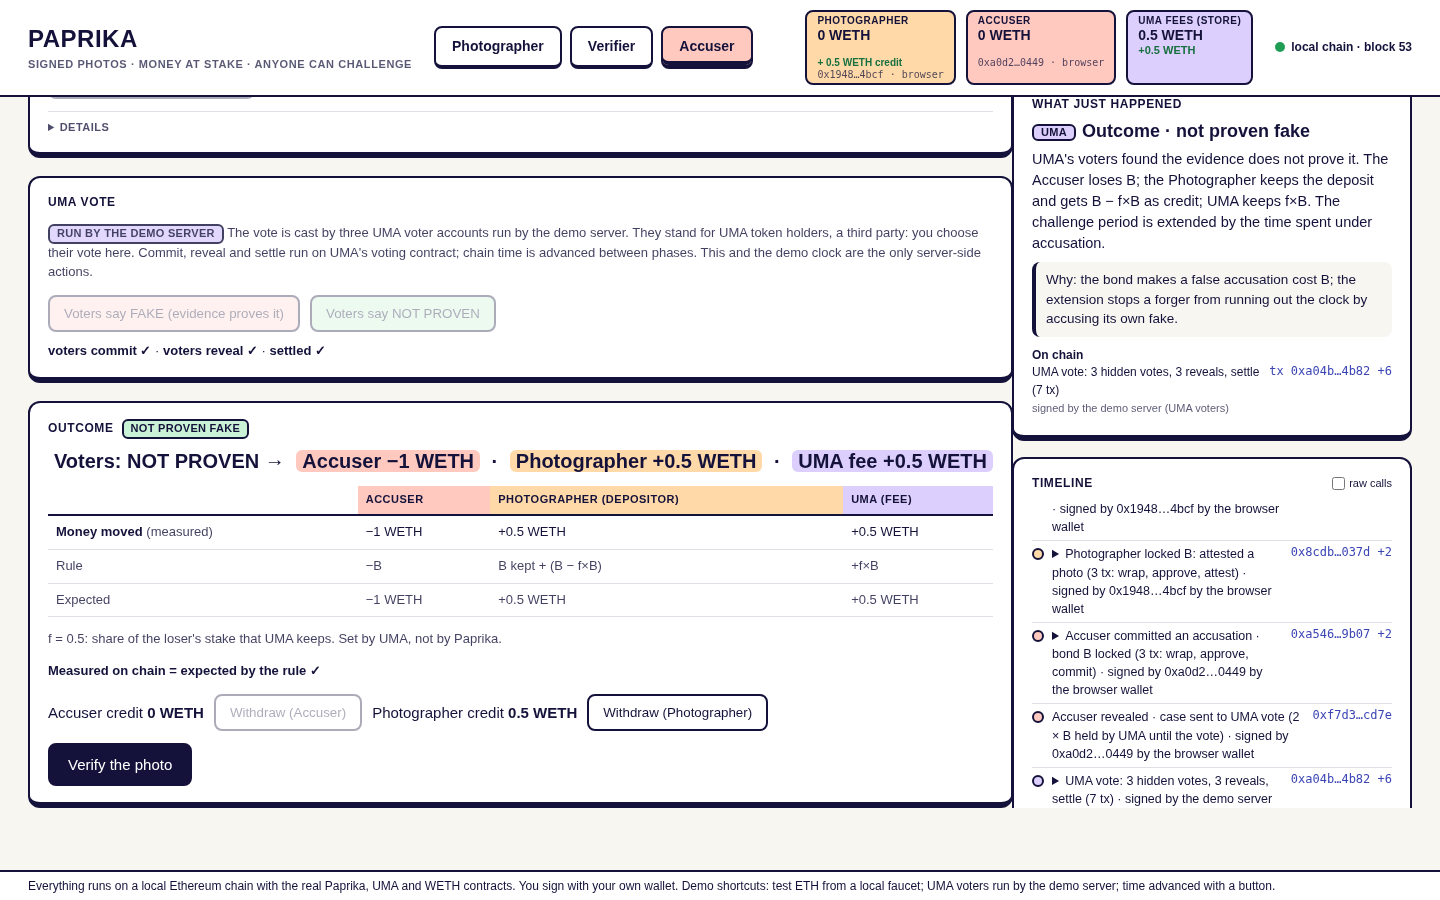 PAPRIKA
SIGNED PHOTOS · MONEY AT STAKE · ANYONE CAN CHALLENGE
Photographer
Verifier
Accuser
PHOTOGRAPHER
0 WETH
+ 0.5 WETH credit
0x1948…4bcf · browser
ACCUSER
0 WETH
0xa0d2…0449 · browser
UMA FEES (STORE)
0.5 WETH
+0.5 WETH
local chain · block 53
DETAILS
UMA VOTE
RUN BY THE DEMO SERVER The vote is cast by three UMA voter accounts run by the demo server. They stand for UMA token holders, a third party: you choose
their vote here. Commit, reveal and settle run on UMA's voting contract; chain time is advanced between phases. This and the demo clock are the only server-side
actions.
Voters say FAKE (evidence proves it)
Voters say NOT PROVEN
voters commit ✓ · voters reveal ✓ · settled ✓
OUTCOME NOT PROVEN FAKE
Voters: NOT PROVEN → Accuser −1 WETH · Photographer +0.5 WETH · UMA fee +0.5 WETH
ACCUSER PHOTOGRAPHER (DEPOSITOR) UMA (FEE)
Money moved (measured) −1 WETH +0.5 WETH +0.5 WETH
Rule −B B kept + (B − f×B) +f×B
Expected −1 WETH +0.5 WETH +0.5 WETH
f = 0.5: share of the loser's stake that UMA keeps. Set by UMA, not by Paprika.
Measured on chain = expected by the rule ✓
Accuser credit 0 WETH Withdraw (Accuser) Photographer credit 0.5 WETH Withdraw (Photographer)
Verify the photo
WHAT JUST HAPPENED
UMA Outcome · not proven fake
UMA's voters found the evidence does not prove it. The
Accuser loses B; the Photographer keeps the deposit
and gets B − f×B as credit; UMA keeps f×B. The
challenge period is extended by the time spent under
accusation.
Why: the bond makes a false accusation cost B; the
extension stops a forger from running out the clock by
accusing its own fake.
On chain
UMA vote: 3 hidden votes, 3 reveals, settle tx 0xa04b…4b82 +6
(7 tx)
signed by the demo server (UMA voters)
TIMELINE
raw calls
· signed by 0x1948…4bcf by the browser
wallet
Photographer locked B: attested a 0x8cdb…037d +2
photo (3 tx: wrap, approve, attest) ·
signed by 0x1948…4bcf by the browser
wallet
Accuser committed an accusation · 0xa546…9b07 +2
bond B locked (3 tx: wrap, approve,
commit) · signed by 0xa0d2…0449 by
the browser wallet
Accuser revealed · case sent to UMA vote (2 0xf7d3…cd7e
× B held by UMA until the vote) · signed by
0xa0d2…0449 by the browser wallet
UMA vote: 3 hidden votes, 3 reveals, 0xa04b…4b82 +6
settle (7 tx) · signed by the demo server
Everything runs on a local Ethereum chain with the real Paprika, UMA and WETH contracts. You sign with your own wallet. Demo shortcuts: test ETH from a local faucet; UMA voters run by the demo server; time advanced with a button.